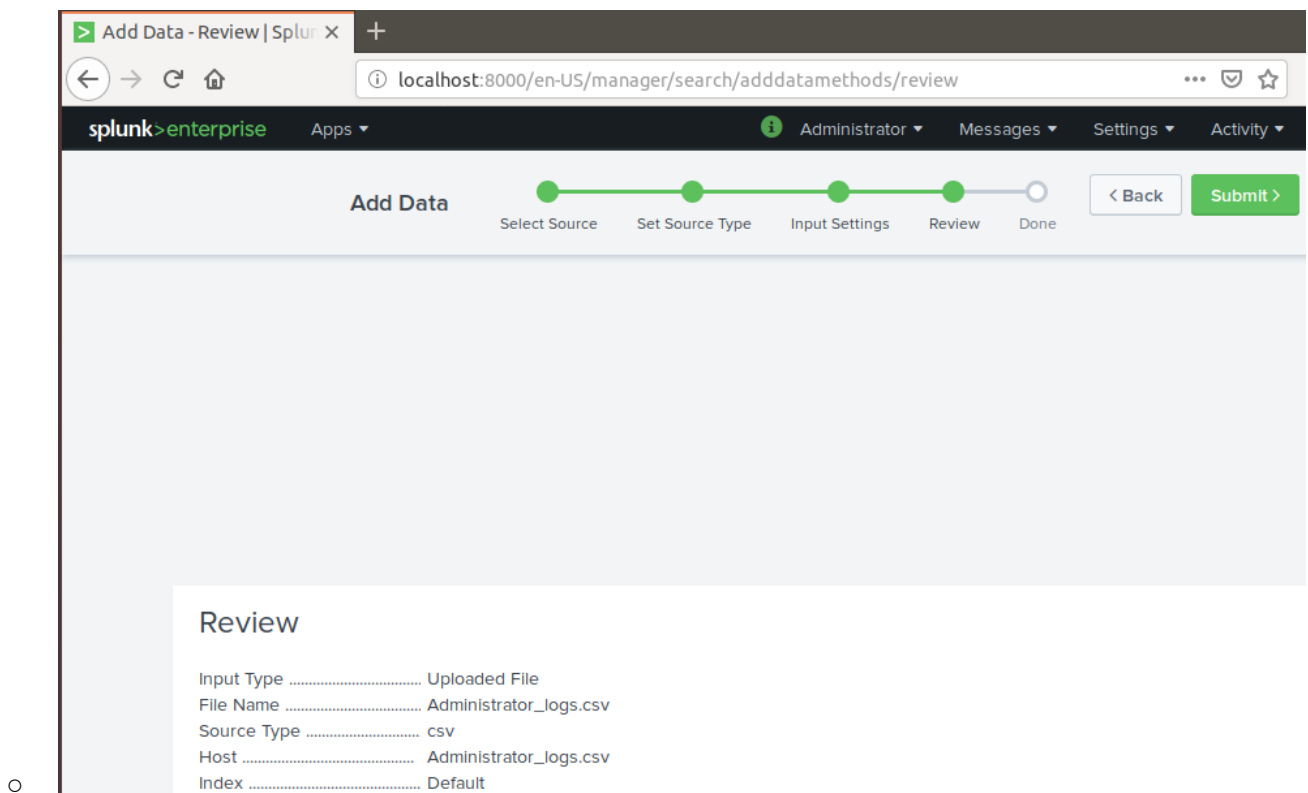 Add Data - Review | Splun
localhost:8000/en-US/manager/search/adddatamethods/review
splunk>enterprise Apps Administrator Messages Settings Activity
Add Data
Select Source Set Source Type Input Settings Review Done
< Back Submit >
Review
Input Type ................................. Uploaded File
File Name .................................. Administrator_logs.csv
Source Type ............................ csv
Host ........................................... Administrator_logs.csv
Index ........................................... Default